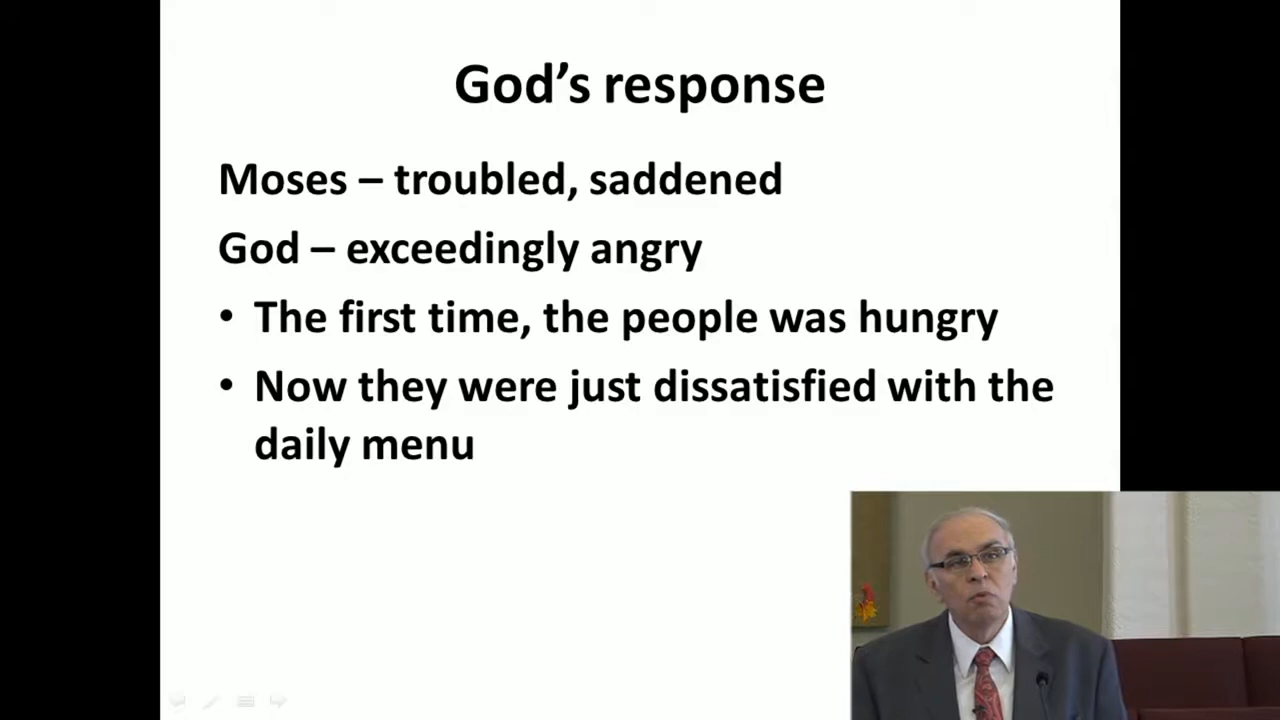 God’s response
Moses – troubled, saddened
God – exceedingly angry
• The first time, the people was hungry
• Now they were just dissatisfied with the
daily menu